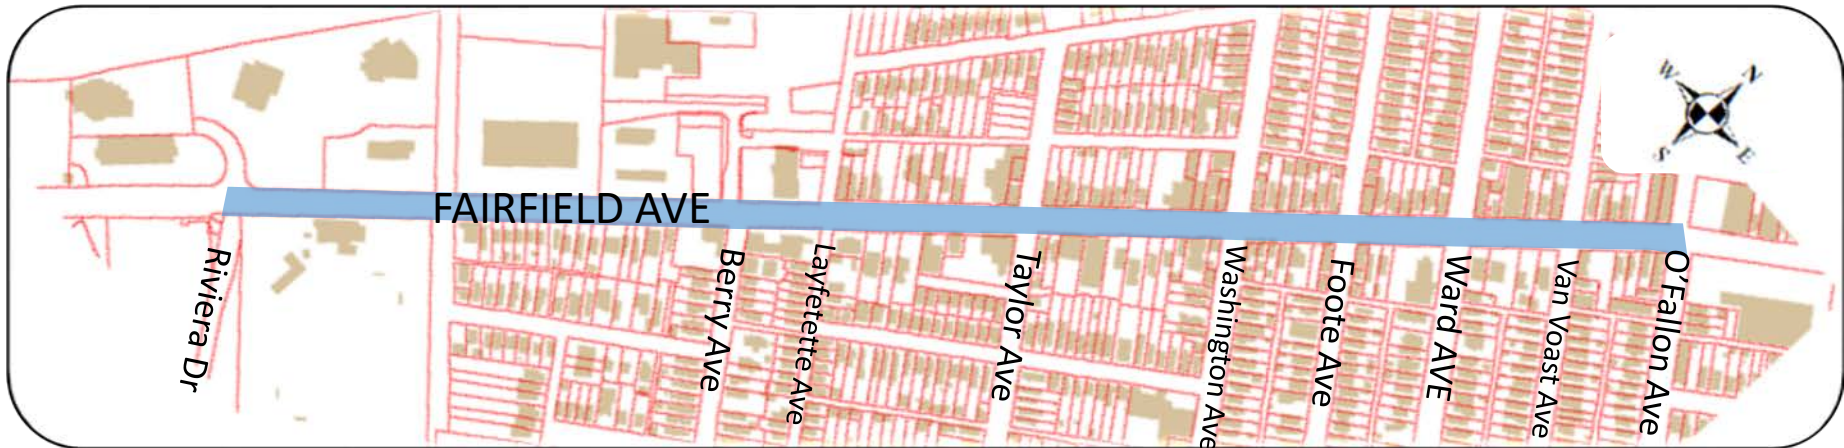 W
N
S
E
FAIRFIELD AVE
Riviera Dr
Berry Ave
Layfetette Ave
Taylor Ave
Washington Ave
Foote Ave
Ward AVE
Van Voast Ave
O'Fallon Ave